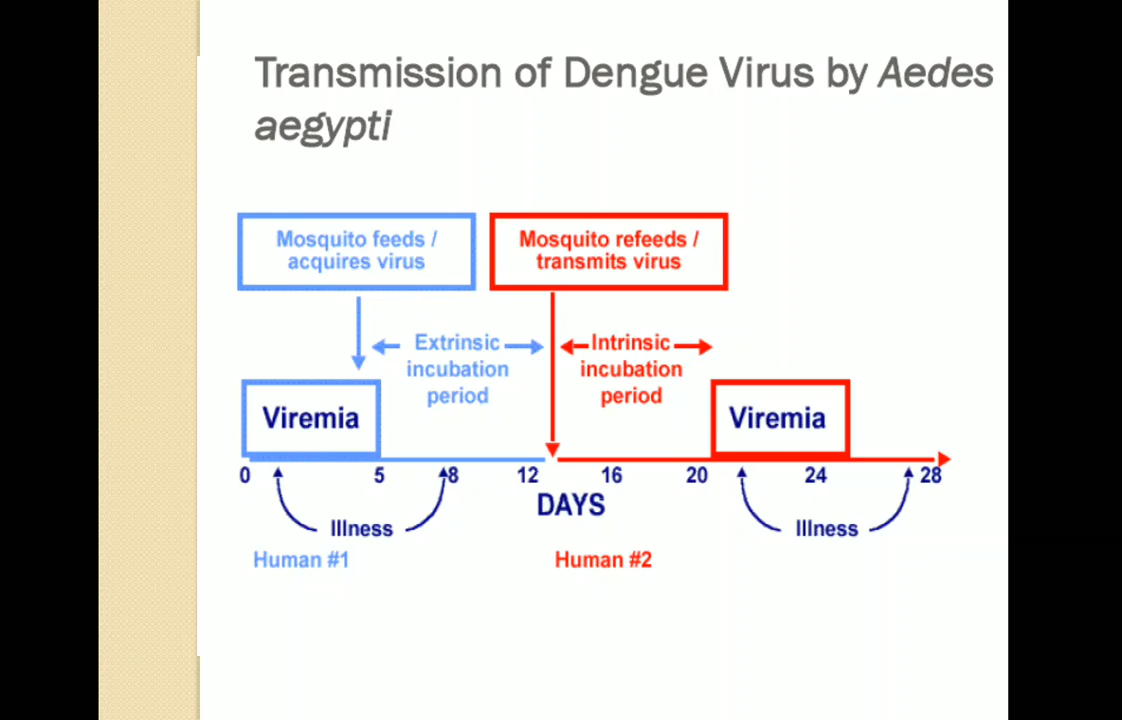 Transmission of Dengue Virus by Aedes
aegypti
Mosquito feeds /
acquires virus
Mosquito refeeds /
transmits virus
Extrinsic
incubation
period
Intrinsic
incubation
period
Viremia
Viremia
0 5 8 12 16 20 24 28
DAYS
Illness
Illness
Human #1
Human #2